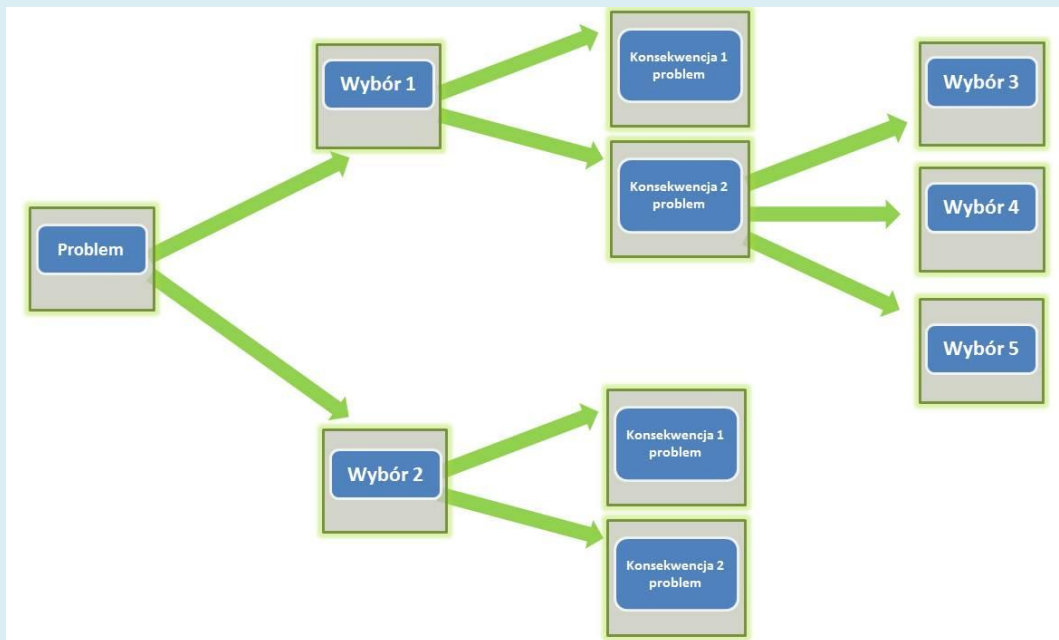 Problem
Wybór 1
Konsekwencja 1
problem
Konsekwencja 2
problem
Wybór 3
Wybór 4
Wybór 5
Wybór 2
Konsekwencja 1
problem
Konsekwencja 2
problem